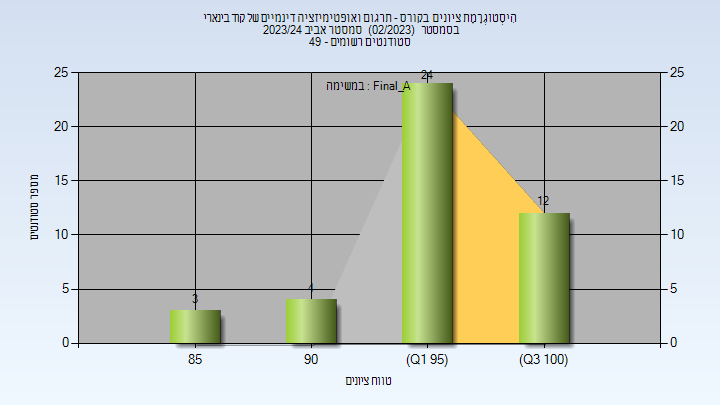 היסטוגרמת ציונים בקורס - תרגום ואופטימיזציה דינמיים של קוד בינארי
בסמסטר (02/2023) סמסטר אביב 2023/24
סטודנטים רשומים - 49
במשימה : Final_A
מספר סטודנטים
25 25
20 20
15 15
10 10
5 5
0 0
3 4 24 12
85 90 (Q1 95) (Q3 100)
טווח ציונים